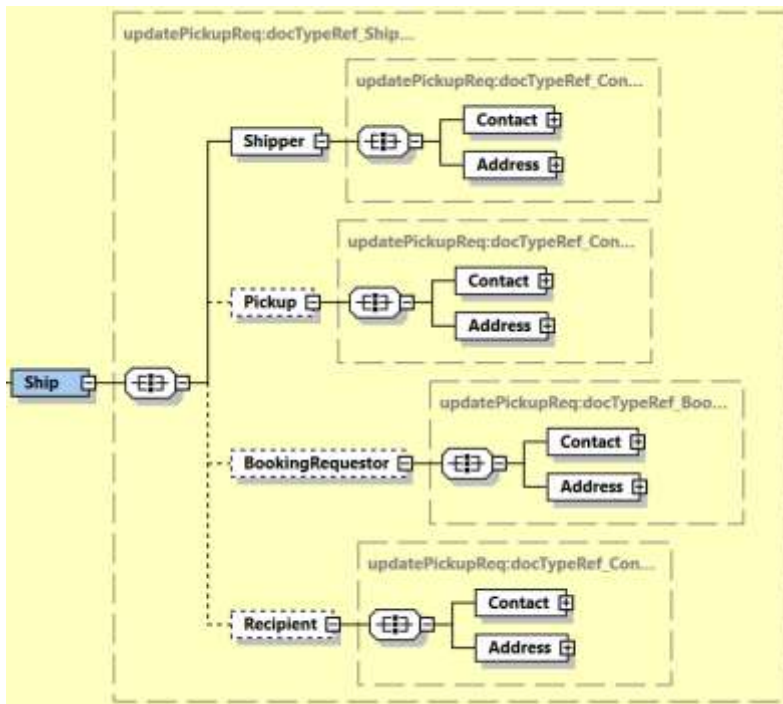 updatePickupReq:docTypeRef_Ship...
updatePickupReq:docTypeRef_Con...
Shipper
Contact
Address
updatePickupReq:docTypeRef_Con...
Pickup
Contact
Address
Ship
updatePickupReq:docTypeRef_Boo...
BookingRequestor
Contact
Address
updatePickupReq:docTypeRef_Con...
Recipient
Contact
Address